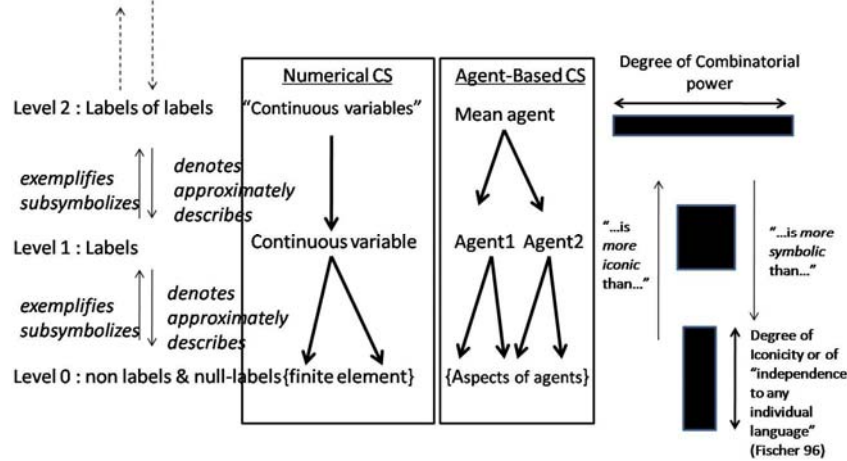 Numerical CS
Agent-Based CS
Degree of Combinatorial
power
Level 2 : Labels of labels
"Continuous variables"
Mean agent
exemplifies
subsymbolizes
denotes
approximately
describes
"...is
more
iconic
than..."
"...is more
symbolic
than..."
Level 1 : Labels
Continuous variable
Agent1 Agent2
exemplifies
subsymbolizes
denotes
approximately
describes
Level 0 : non labels & null-labels
{finite element}
{Aspects of agents}
Degree of
Iconicity or of
"independence
to any
individual
language"
(Fischer 96)